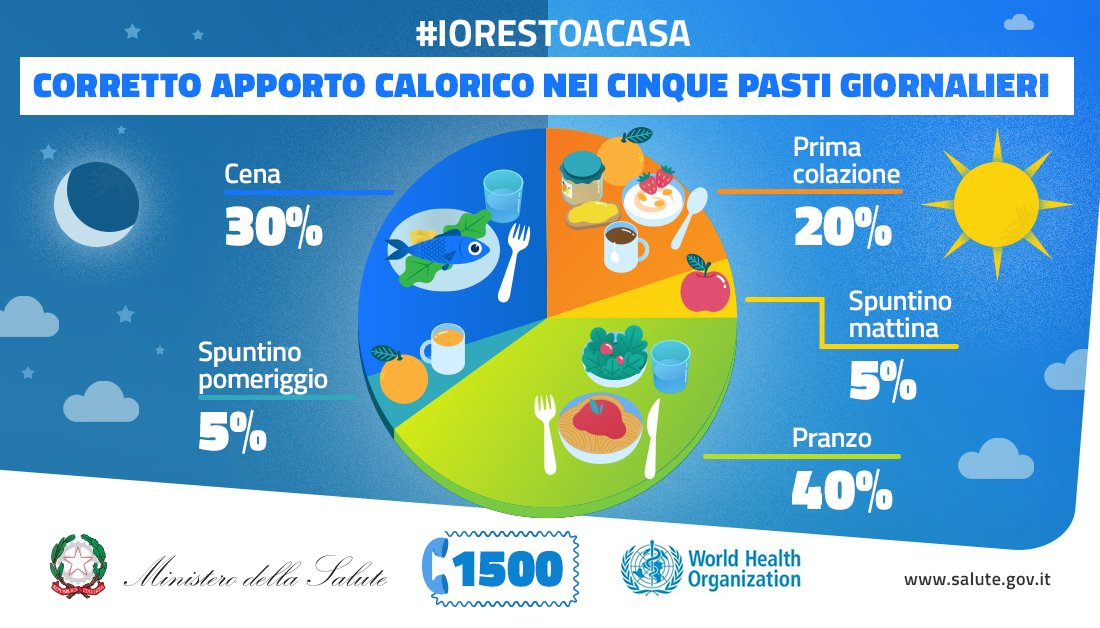 #IORESTOACASA
CORRETTO APPORTO CALORICO NEI CINQUE PASTI GIORNALIERI
Cena
30%
Prima
colazione
20%
Spuntino
mattina
5%
Spuntino
pomeriggio
5%
Pranzo
40%
Ministero della Salute
1500
World Health
Organization
www.salute.gov.it